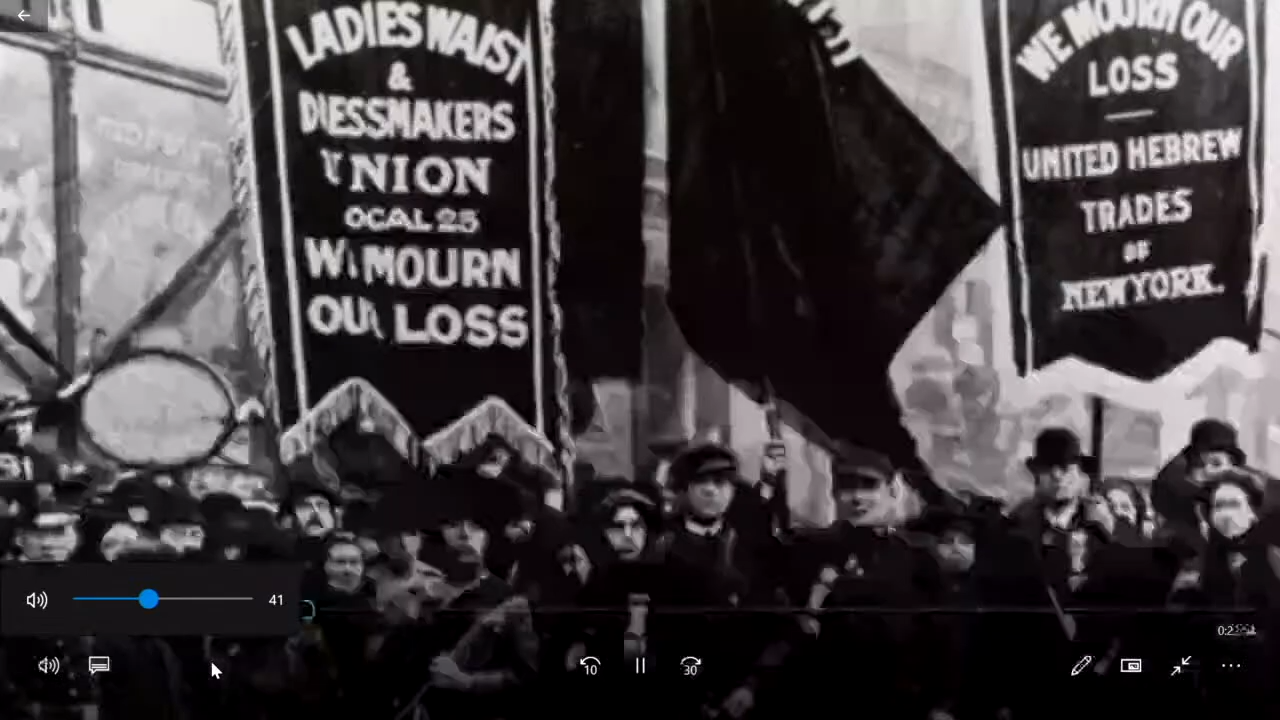 LADIES WAIST
&
DRESSMAKERS
UNION
LOCAL 25
WE MOURN
OUR LOSS
WE MOURN OUR
LOSS
UNITED HEBREW
TRADES
OF
NEW YORK.
41
10
30